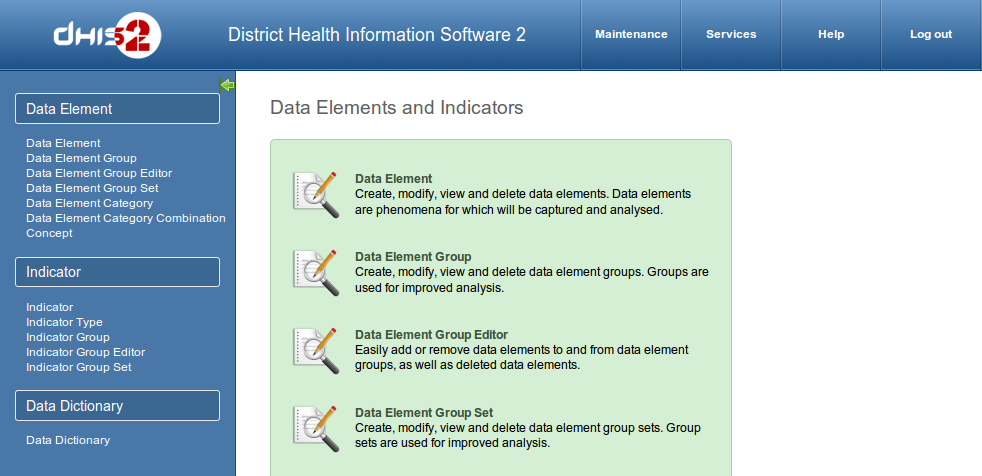 dhis2
District Health Information Software 2
Maintenance
Services
Help
Log out
Data Element
Data Element
Data Element Group
Data Element Group Editor
Data Element Group Set
Data Element Category
Data Element Category Combination
Concept
Indicator
Indicator
Indicator Type
Indicator Group
Indicator Group Editor
Indicator Group Set
Data Dictionary
Data Dictionary
Data Elements and Indicators
Data Element
Create, modify, view and delete data elements. Data elements
are phenomena for which will be captured and analysed.
Data Element Group
Create, modify, view and delete data element groups. Groups are
used for improved analysis.
Data Element Group Editor
Easily add or remove data elements to and from data element
groups, as well as deleted data elements.
Data Element Group Set
Create, modify, view and delete data element group sets. Group
sets are used for improved analysis.